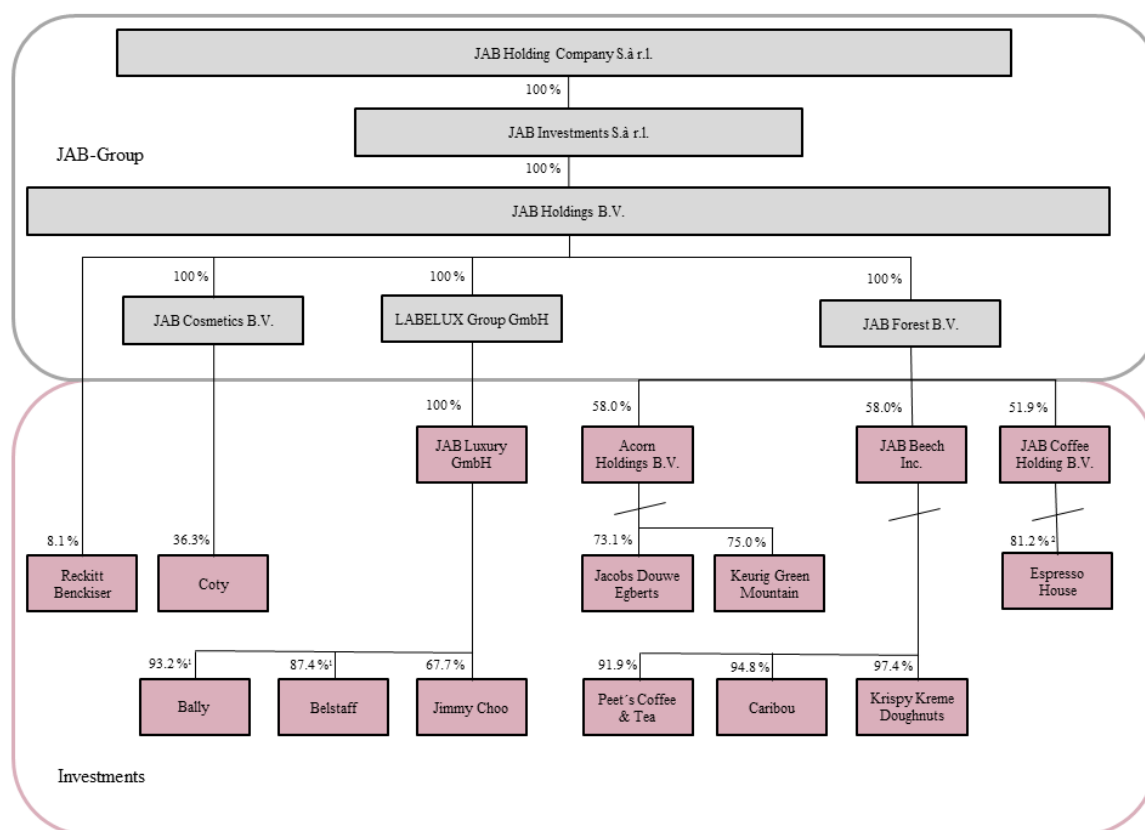 JAB Holding Company S.à r.l.
100%
JAB Investments S.à r.l.
JAB-Group
100%
JAB Holdings B.V.
100%
100%
100%
JAB Cosmetics B.V.
LABELUX Group GmbH
JAB Forest B.V.
100%
58.0%
58.0%
51.9%
JAB Luxury
GmbH
Acorn
Holdings B.V.
JAB Beech
Inc.
JAB Coffee
Holding B.V.
8.1%
36.3%
73.1%
75.0%
81.2%²
Reckitt
Benckiser
Coty
Jacobs Douwe
Egberts
Keurig Green
Mountain
Espresso
House
93.2%¹
87.4%¹
67.7%
91.9%
94.8%
97.4%
Bally
Belstaff
Jimmy Choo
Peet´s Coffee
& Tea
Caribou
Krispy Kreme
Doughnuts
Investments